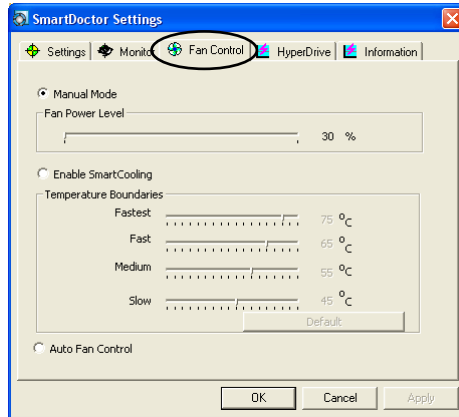 SmartDoctor Settings
Settings Monitor Fan Control HyperDrive Information
Manual Mode
Fan Power Level
30 %
Enable SmartCooling
Temperature Boundaries
Fastest 75 °C
Fast 65 °C
Medium 55 °C
Slow 45 °C
Default
Auto Fan Control
OK Cancel Apply